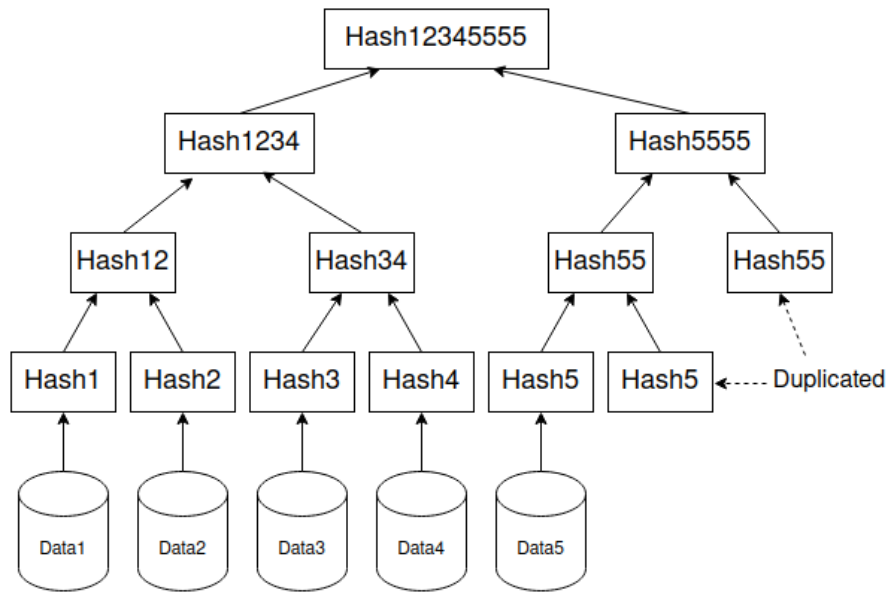 Hash12345555
Hash1234
Hash5555
Hash12
Hash34
Hash55
Hash55
Hash1
Hash2
Hash3
Hash4
Hash5
Hash5
Duplicated
Data1
Data2
Data3
Data4
Data5